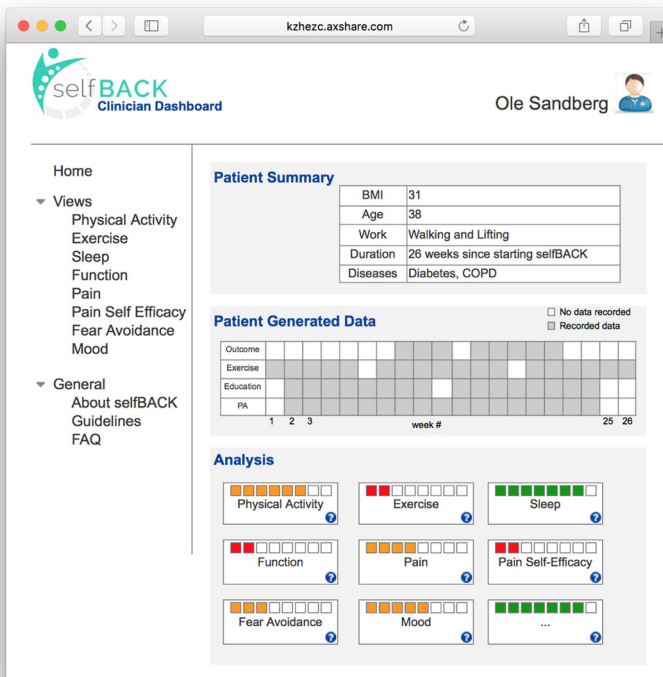 kzhezc.axshare.com
selfBACK
Clinician Dashboard
Ole Sandberg
Home
Views
Physical Activity
Exercise
Sleep
Function
Pain
Pain Self Efficacy
Fear Avoidance
Mood
General
About selfBACK
Guidelines
FAQ
Patient Summary
BMI 31
Age 38
Work Walking and Lifting
Duration 26 weeks since starting selfBACK
Diseases Diabetes, COPD
Patient Generated Data
No data recorded
Recorded data
Outcome
Exercise
Education
PA
1 2 3 week # 25 26
Analysis
Physical Activity ? Exercise ? Sleep ?
Function ? Pain ? Pain Self-Efficacy ?
Fear Avoidance ? Mood ? ... ?